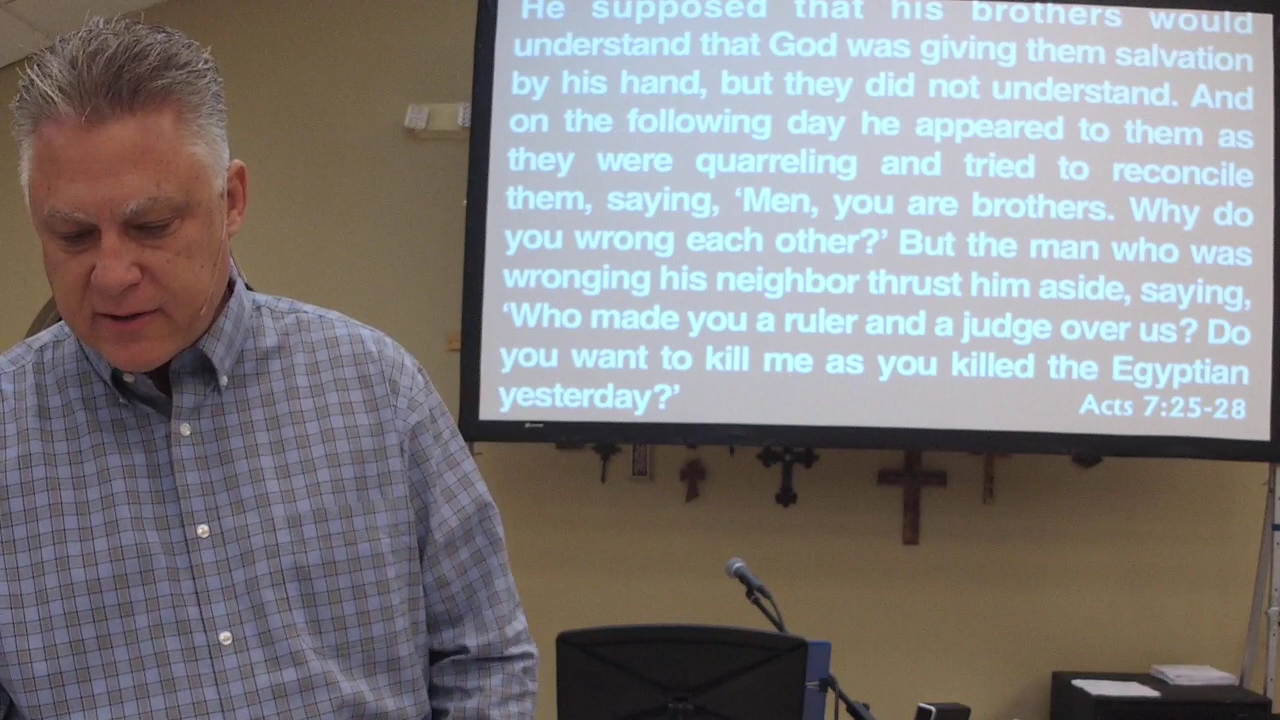 He supposed that his brothers would
understand that God was giving them salvation
by his hand, but they did not understand. And
on the following day he appeared to them as
they were quarreling and tried to reconcile
them, saying, ‘Men, you are brothers. Why do
you wrong each other?’ But the man who was
wronging his neighbor thrust him aside, saying,
‘Who made you a ruler and a judge over us? Do
you want to kill me as you killed the Egyptian
yesterday?’
Acts 7:25-28